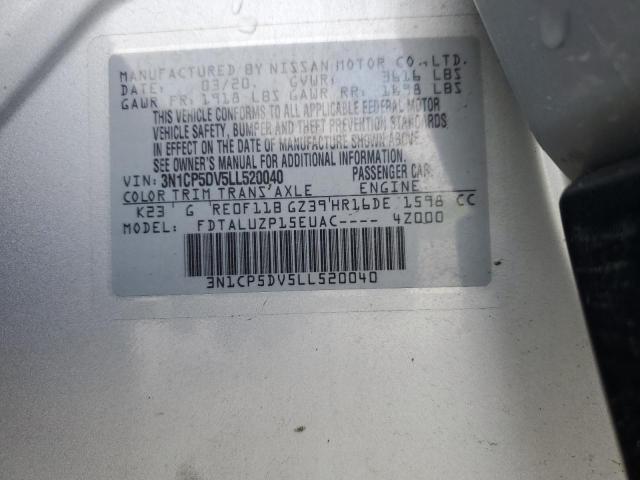 MANUFACTURED BY NISSAN MOTOR CO.,LTD.
DATE: 03/20 GVWR: 3616 LBS
GAWR FR: 1918 LBS GAWR RR: 1698 LBS
THIS VEHICLE CONFORMS TO ALL APPLICABLE FEDERAL MOTOR
VEHICLE SAFETY, BUMPER AND THEFT PREVENTION STANDARDS
IN EFFECT ON THE DATE OF MANUFACTURE SHOWN ABOVE.
SEE OWNER'S MANUAL FOR ADDITIONAL INFORMATION.
VIN: 3N1CP5DV5LL520040 PASSENGER CAR
COLOR TRIM TRANS'AXLE ENGINE
K23 G RE0F11B GZ39 HR16DE 1598 CC
MODEL: FDTALUZP15EUAC---- 4Z000
3N1CP5DV5LL520040